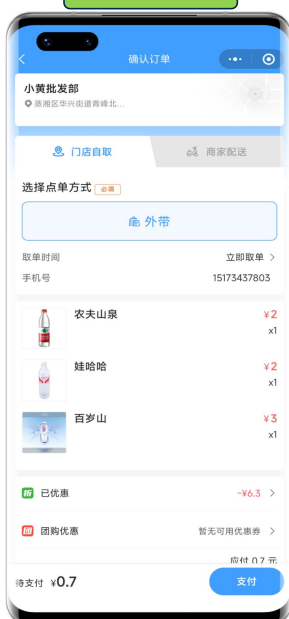 确认订单
小黄批发部
蒸湘区华兴街道青峰北...
门店自取
商家配送
选择点单方式 必填
外带
取单时间 立即取单 >
手机号 15173437803
农夫山泉 ¥2
x1
娃哈哈 ¥2
x1
百岁山 ¥3
x1
折 已优惠 -¥6.3 >
团 团购优惠 暂无可用优惠券 >
应付 0.7 元
待支付 ¥0.7
支付